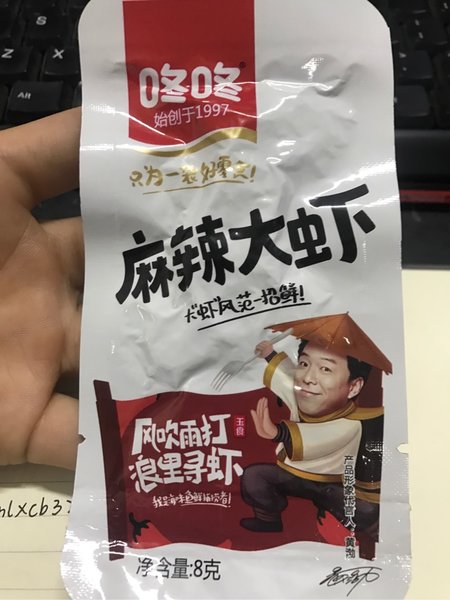 咚咚
始创于1997
只为一袋好零食!
麻辣大虾
大“虾”风范一招鲜!
风吹雨打
浪里寻虾
玉食
产品形象代言人：黄渤
净含量:8克
Alt